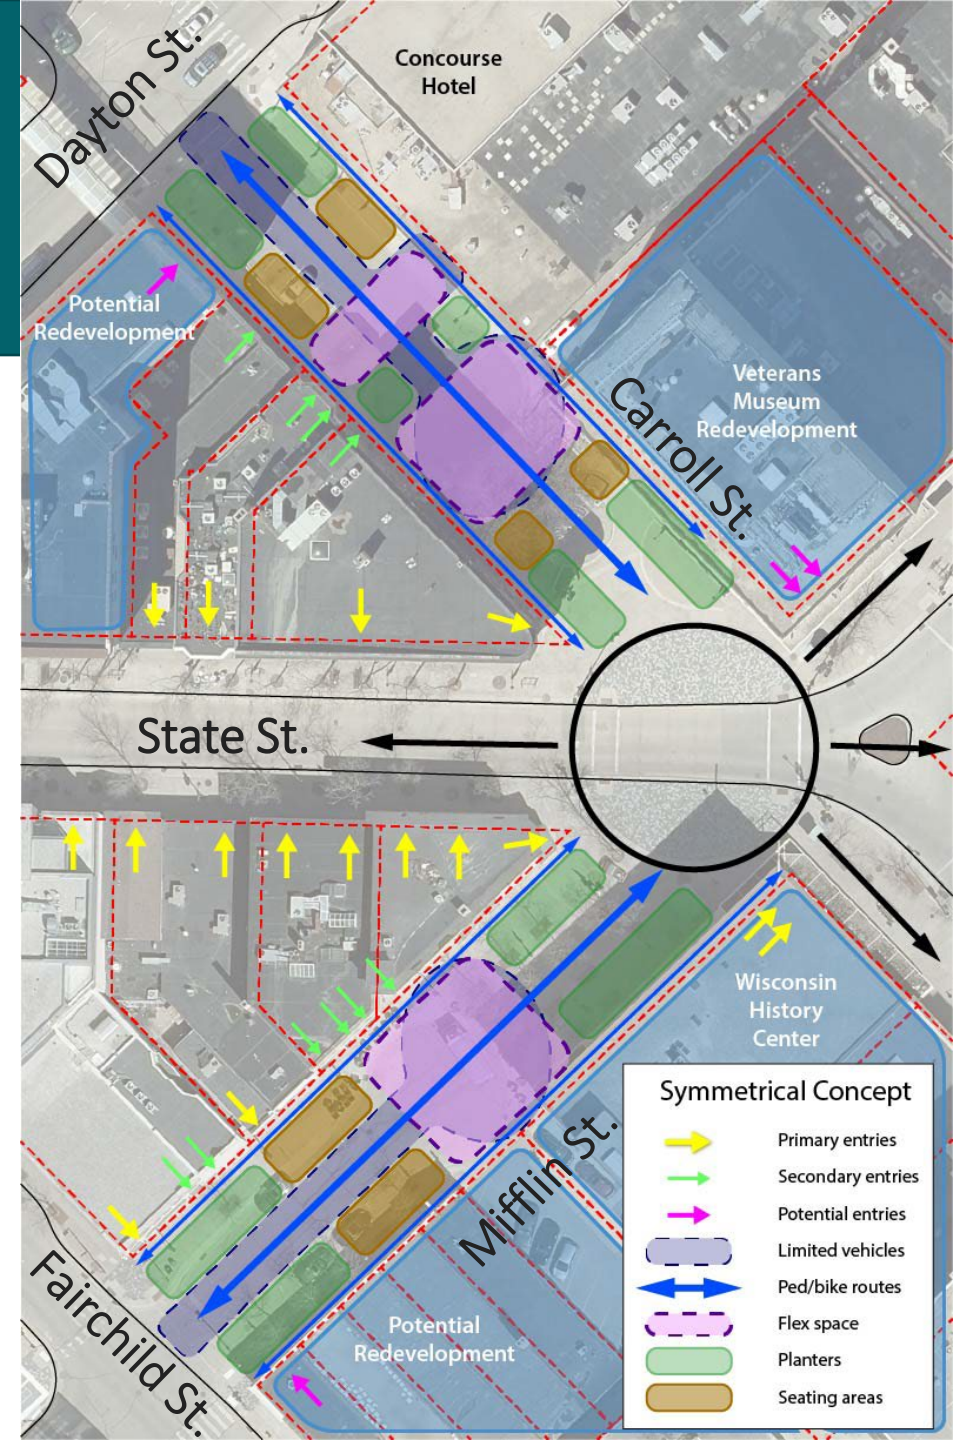 Dayton St.
Concourse
Hotel
Potential
Redevelopment
Veterans
Museum
Redevelopment
Carroll St.
State St.
Wisconsin
History
Center
Mifflin St.
Fairchild St.
Potential
Redevelopment
Symmetrical Concept
Primary entries
Secondary entries
Potential entries
Limited vehicles
Ped/bike routes
Flex space
Planters
Seating areas